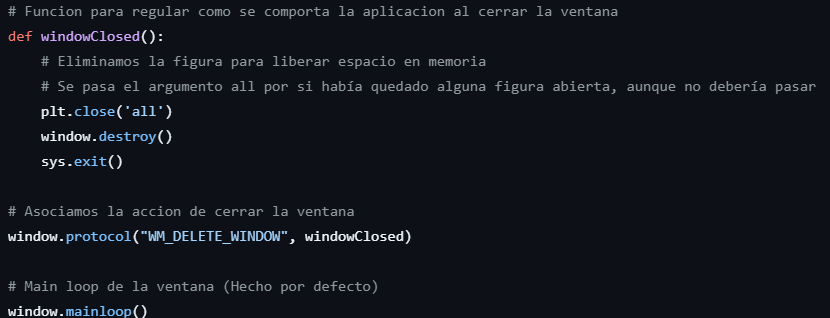 # Funcion para regular como se comporta la aplicacion al cerrar la ventana
def windowClosed():
    # Eliminamos la figura para liberar espacio en memoria
    # Se pasa el argumento all por si había quedado alguna figura abierta, aunque no debería pasar
    plt.close('all')
    window.destroy()
    sys.exit()
# Asociamos la accion de cerrar la ventana
window.protocol("WM_DELETE_WINDOW", windowClosed)
# Main loop de la ventana (Hecho por defecto)
window.mainloop()